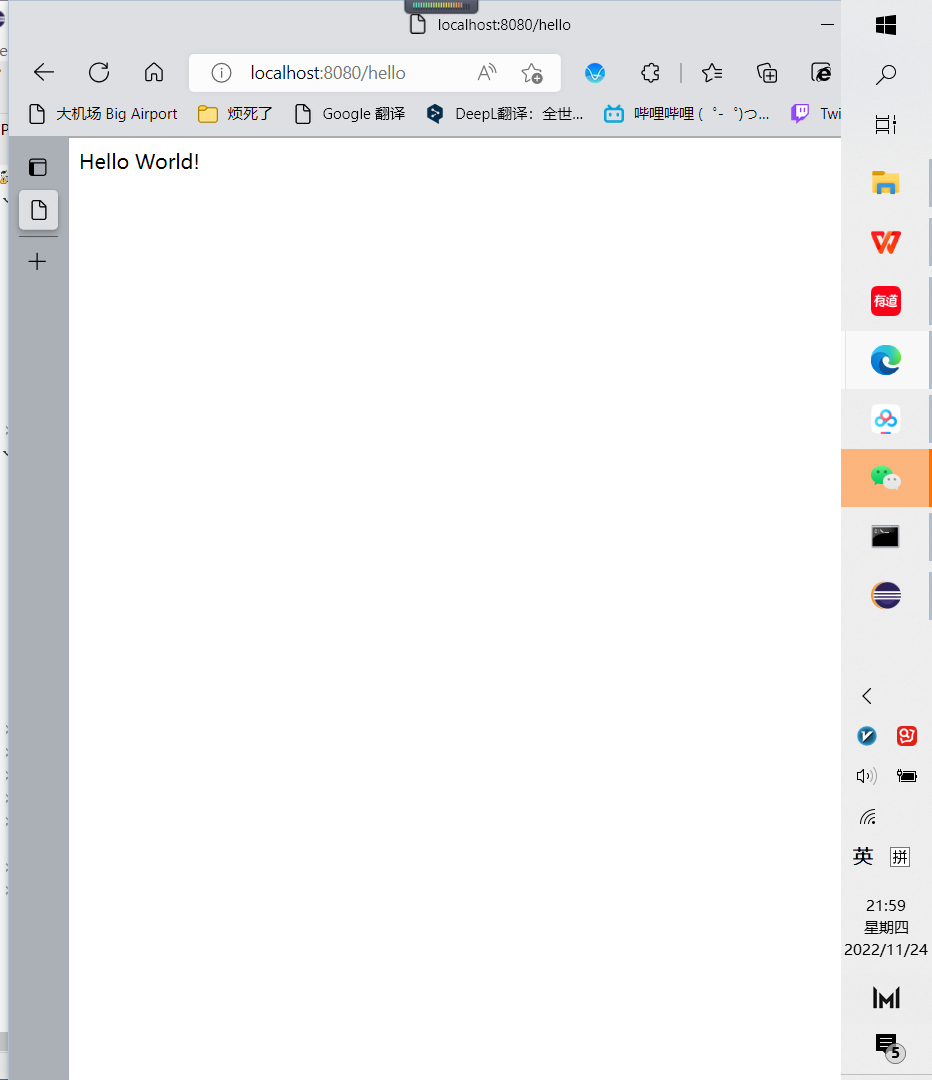 localhost:8080/hello
localhost:8080/hello
大机场 Big Airport
烦死了
Google 翻译
DeepL翻译：全世...
哔哩哔哩 ( ゜- ゜)つ...
Twi
Hello World!
有道
英
拼
21:59
星期四
2022/11/24
5